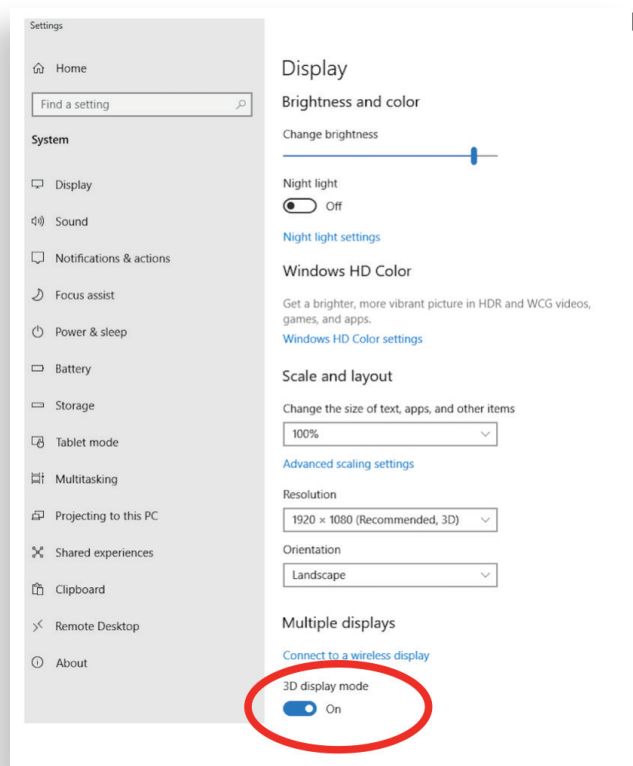 Settings
Home
Find a setting
System
Display
Sound
Notifications & actions
Focus assist
Power & sleep
Battery
Storage
Tablet mode
Multitasking
Projecting to this PC
Shared experiences
Clipboard
Remote Desktop
About
Display
Brightness and color
Change brightness
Night light
Off
Night light settings
Windows HD Color
Get a brighter, more vibrant picture in HDR and WCG videos,
games, and apps.
Windows HD Color settings
Scale and layout
Change the size of text, apps, and other items
100%
Advanced scaling settings
Resolution
1920 × 1080 (Recommended, 3D)
Orientation
Landscape
Multiple displays
Connect to a wireless display
3D display mode
On